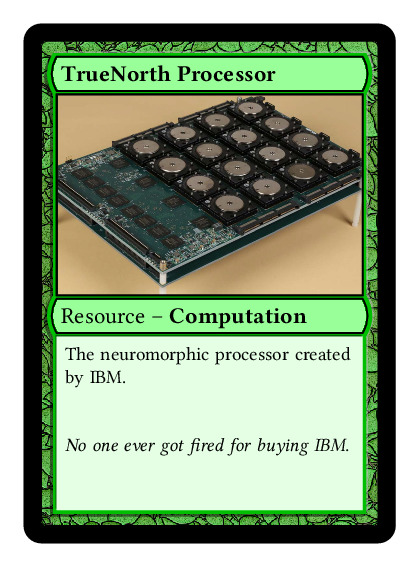 TrueNorth Processor
Resource – Computation
The neuromorphic processor created
by IBM.
No one ever got fired for buying IBM.